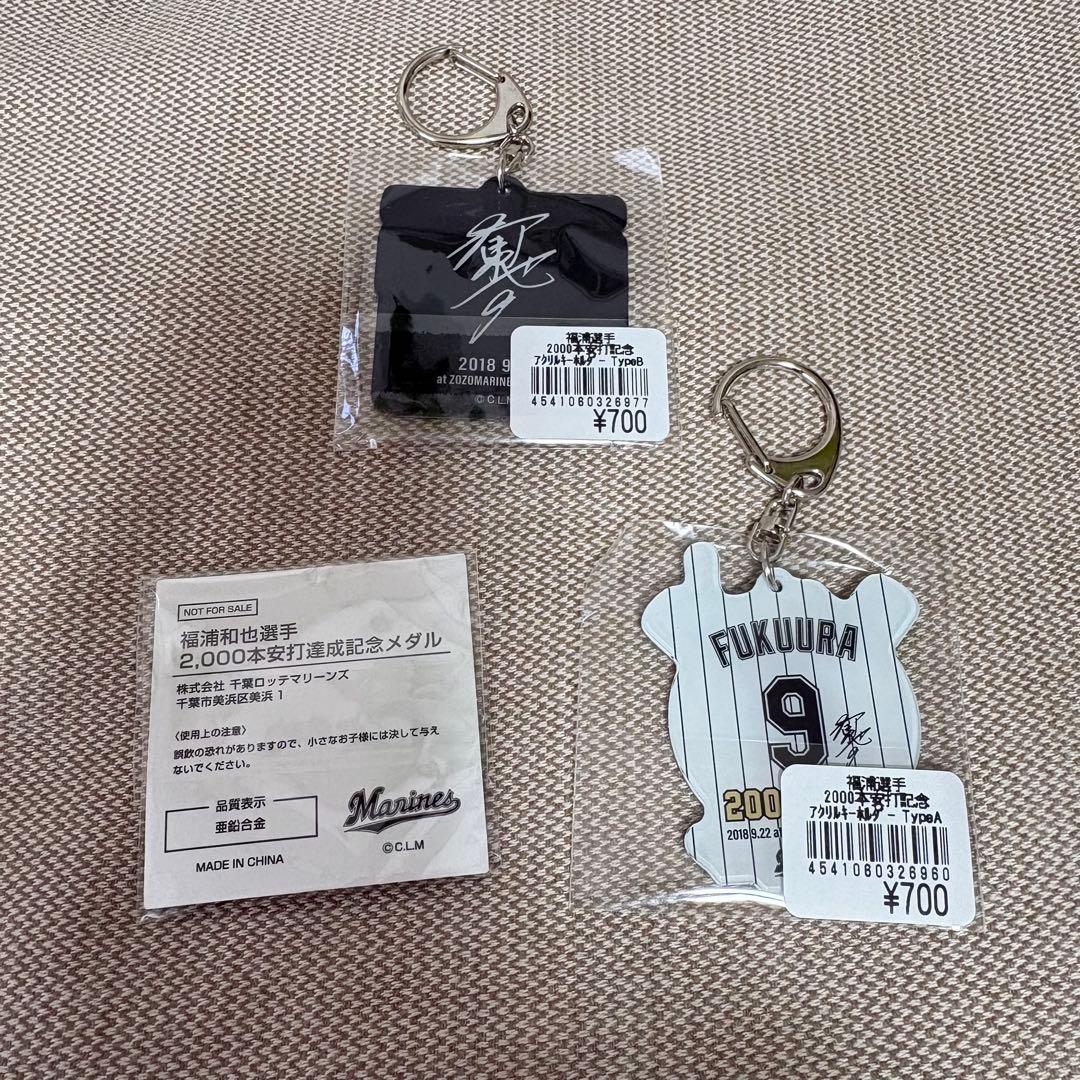 2018 9
at ZOZOMARINE
©C.L.M
福浦選手
2000本安打記念
アクリルキーホルダー TypeB
4541060326977
¥700
NOT FOR SALE
福浦和也選手
2,000本安打達成記念メダル
株式会社 千葉ロッテマリーンズ
千葉市美浜区美浜 1
〈使用上の注意〉
誤飲の恐れがありますので、小さなお子様には決して与え
ないでください。
品質表示
亜鉛合金
Marines
©C.L.M
MADE IN CHINA
FUKUURA
9
9
200
2018 9.22 at
福浦選手
2000本安打記念
アクリルキーホルダー TypeA
4541060326960
¥700